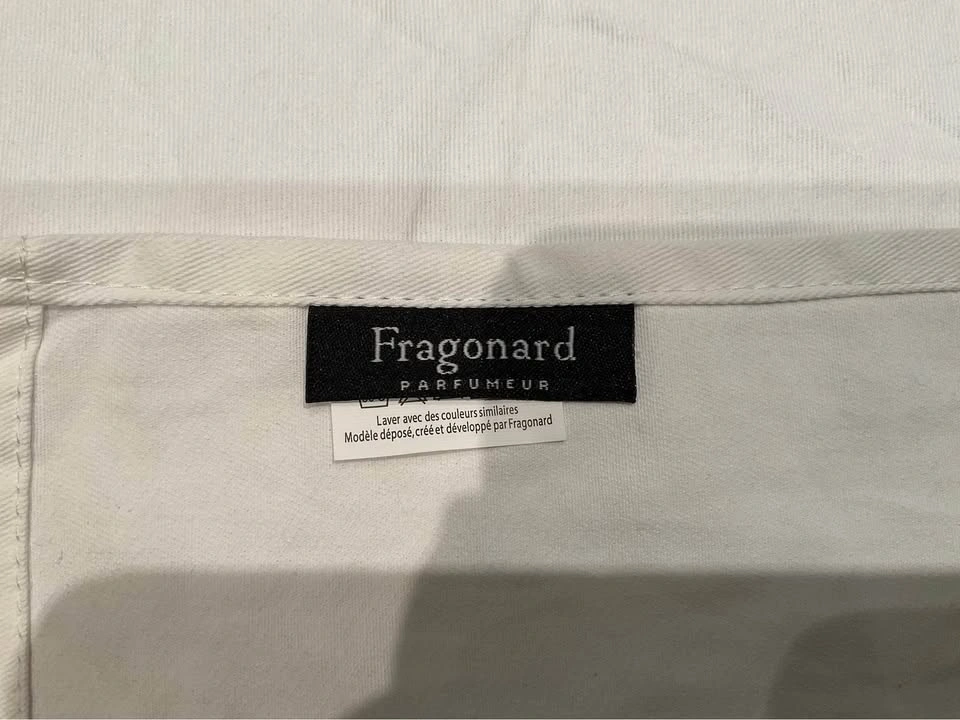 Fragonard
PARFUMEUR
Laver avec des couleurs similaires
Modèle déposé, créé et développé par Fragonard